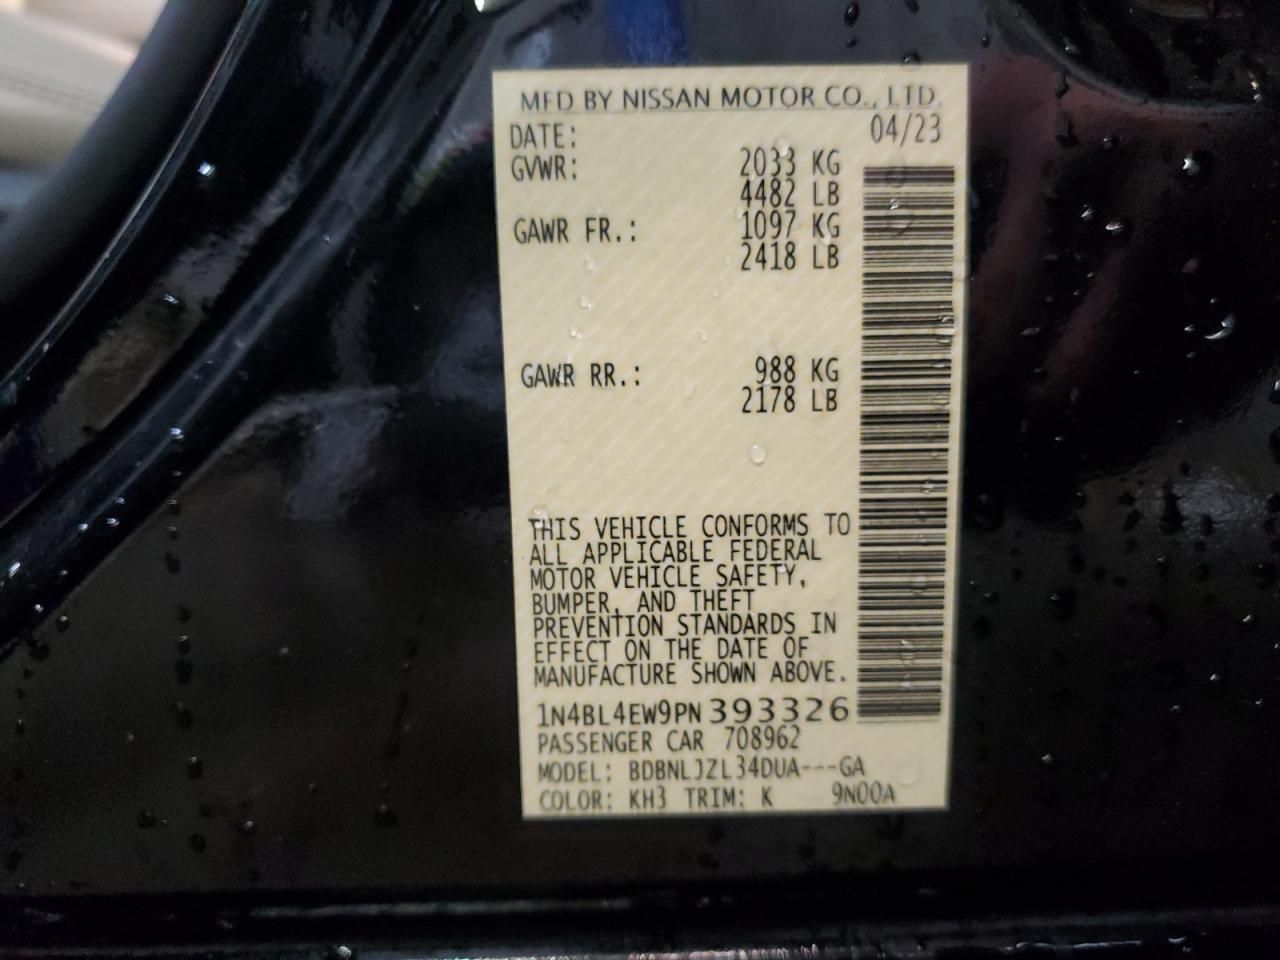 MFD BY NISSAN MOTOR CO., LTD.
DATE: 04/23
GVWR: 2033 KG
4482 LB
GAWR FR.: 1097 KG
2418 LB
GAWR RR.: 988 KG
2178 LB
THIS VEHICLE CONFORMS TO
ALL APPLICABLE FEDERAL
MOTOR VEHICLE SAFETY,
BUMPER, AND THEFT
PREVENTION STANDARDS IN
EFFECT ON THE DATE OF
MANUFACTURE SHOWN ABOVE.
1N4BL4EW9PN393326
PASSENGER CAR 708962
MODEL: BDBNLJZL34DUA---GA
COLOR: KH3 TRIM: K 9N00A